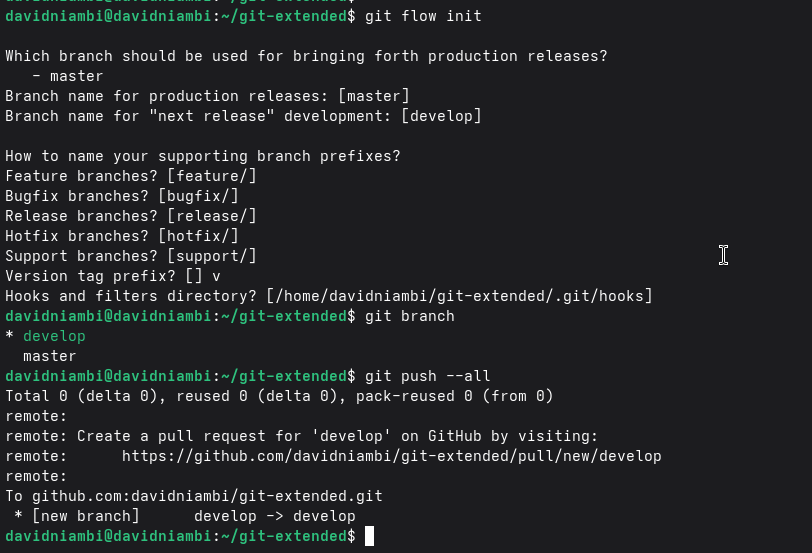 davidniambi@davidniambi:~/git-extended$ git flow init

Which branch should be used for bringing forth production releases?
   - master
Branch name for production releases: [master]
Branch name for "next release" development: [develop]

How to name your supporting branch prefixes?
Feature branches? [feature/]
Bugfix branches? [bugfix/]
Release branches? [release/]
Hotfix branches? [hotfix/]
Support branches? [support/]
Version tag prefix? [] v
Hooks and filters directory? [/home/davidniambi/git-extended/.git/hooks]
davidniambi@davidniambi:~/git-extended$ git branch
* develop
  master
davidniambi@davidniambi:~/git-extended$ git push --all
Total 0 (delta 0), reused 0 (delta 0), pack-reused 0 (from 0)
remote:
remote: Create a pull request for 'develop' on GitHub by visiting:
remote:      https://github.com/davidniambi/git-extended/pull/new/develop
remote:
To github.com:davidniambi/git-extended.git
 * [new branch]      develop -> develop
davidniambi@davidniambi:~/git-extended$